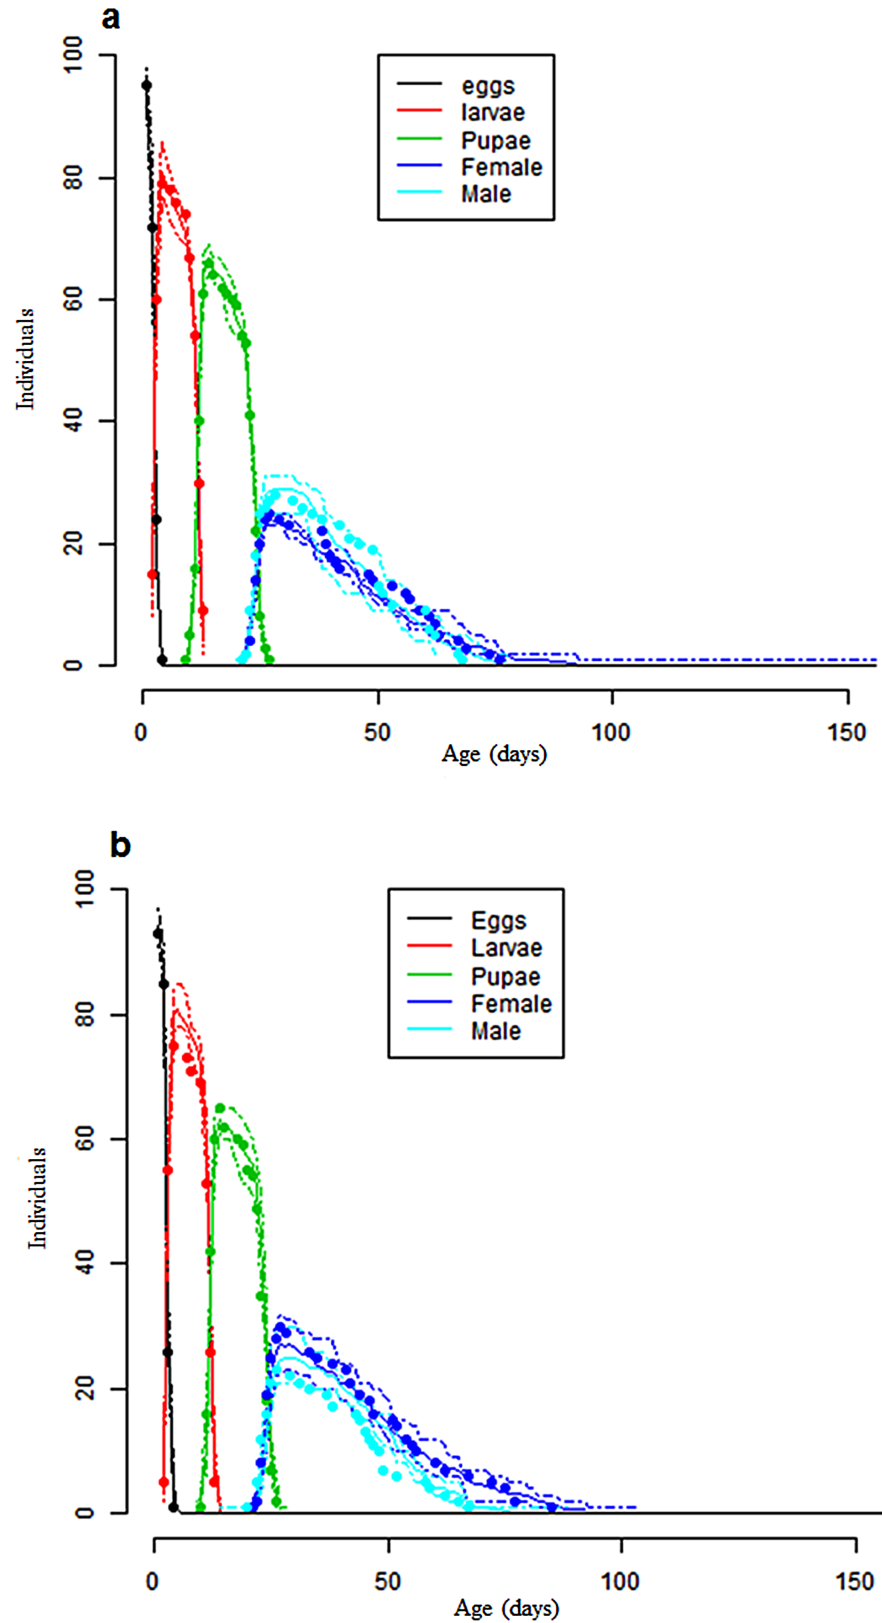 a
100
80
60
40
20
0
Individuals
eggs
larvae
Pupae
Female
Male
0 50 100 150
Age (days)
b
100
80
60
40
20
0
Individuals
Eggs
Larvae
Pupae
Female
Male
0 50 100 150
Age (days)